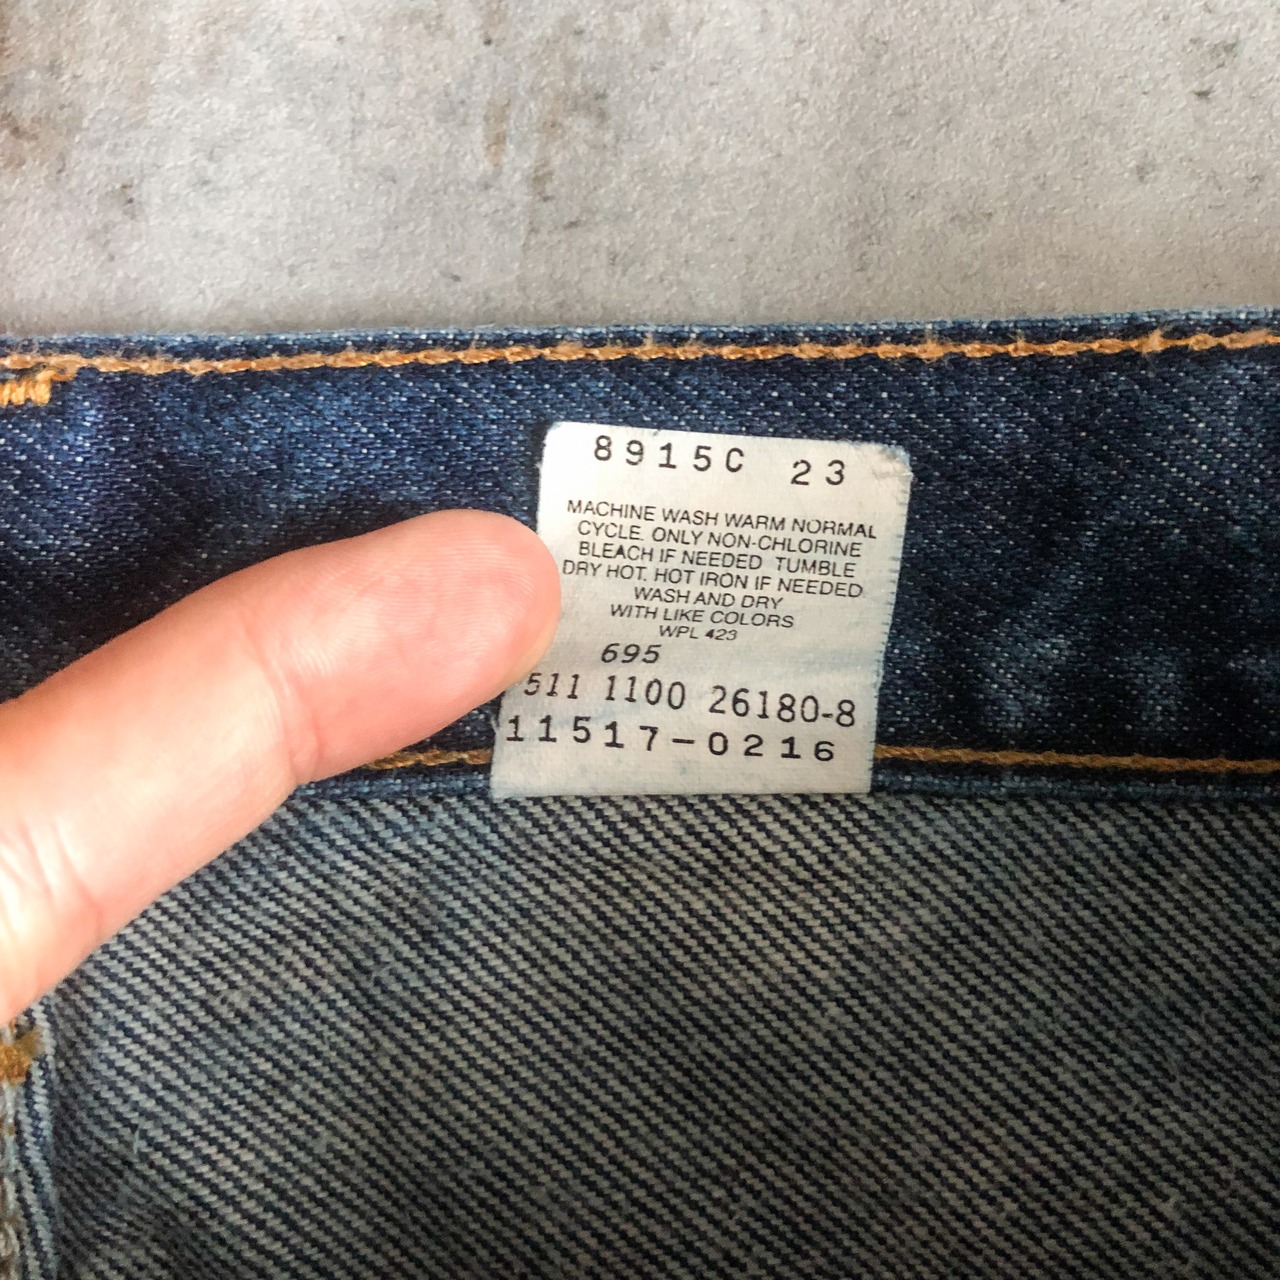 8915C 23
MACHINE WASH WARM NORMAL
CYCLE. ONLY NON-CHLORINE
BLEACH IF NEEDED TUMBLE
DRY HOT. HOT IRON IF NEEDED
WASH AND DRY
WITH LIKE COLORS
WPL 423
695
511 1100 26180-8
11517-0216